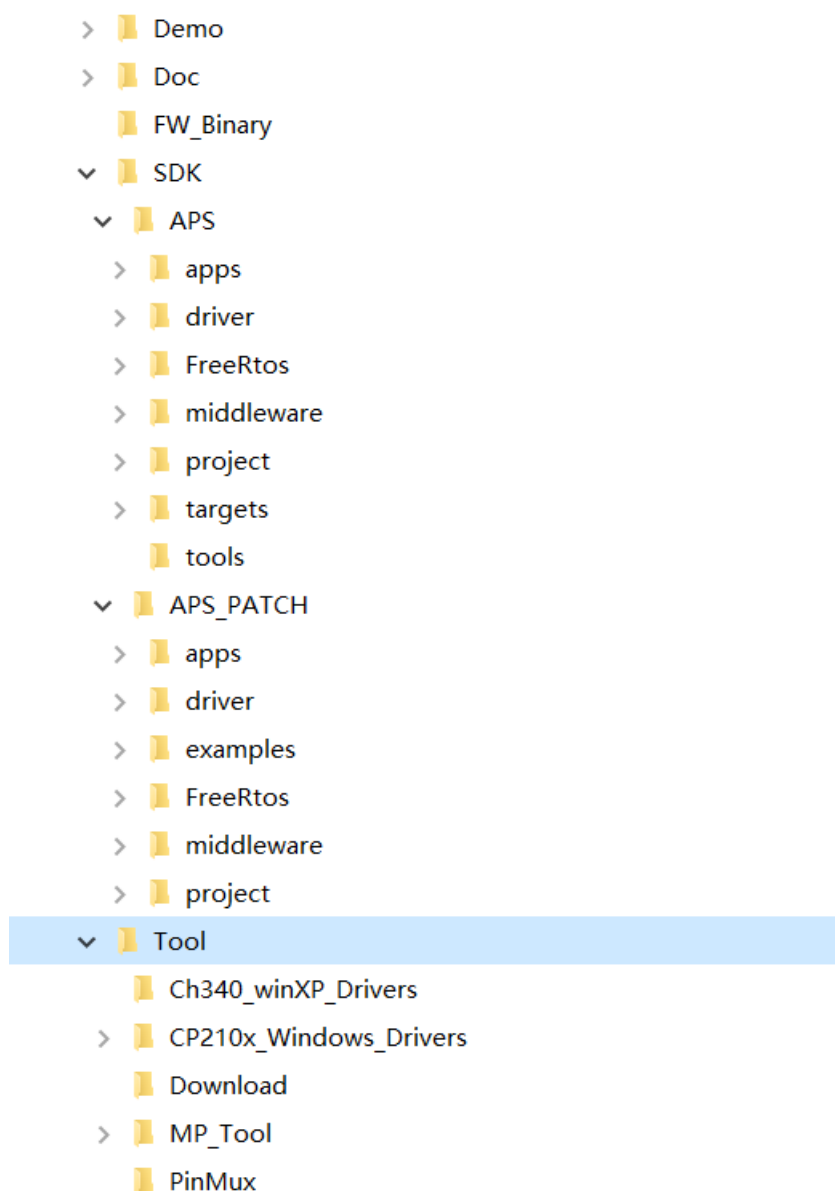 Demo
Doc
FW_Binary
SDK
APS
apps
driver
FreeRtos
middleware
project
targets
tools
APS_PATCH
apps
driver
examples
FreeRtos
middleware
project
Tool
Ch340_winXP_Drivers
CP210x_Windows_Drivers
Download
MP_Tool
PinMux